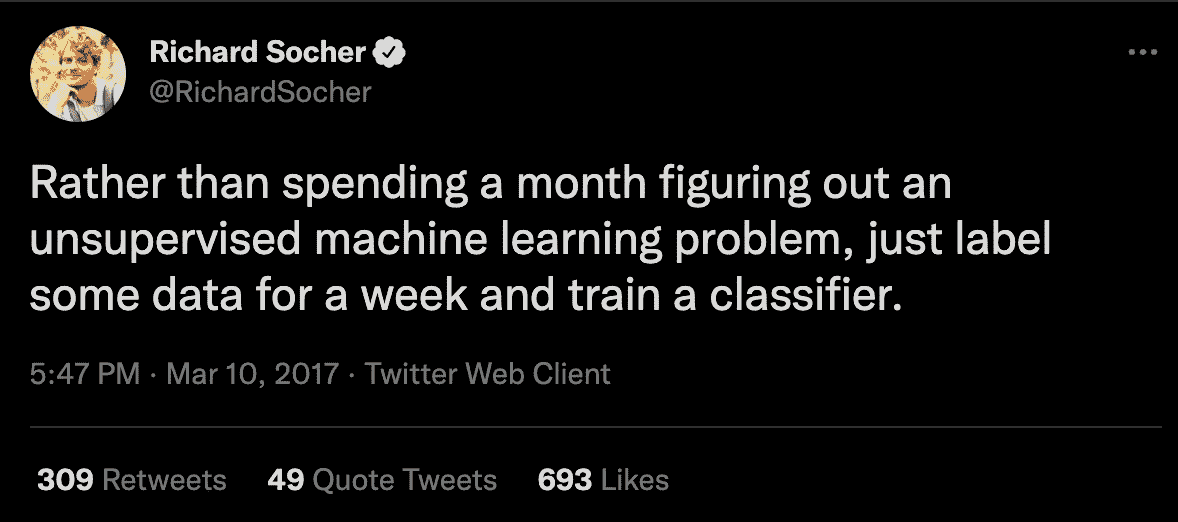 Richard Socher
@RichardSocher
Rather than spending a month figuring out an
unsupervised machine learning problem, just label
some data for a week and train a classifier.
5:47 PM · Mar 10, 2017 · Twitter Web Client
309 Retweets 49 Quote Tweets 693 Likes